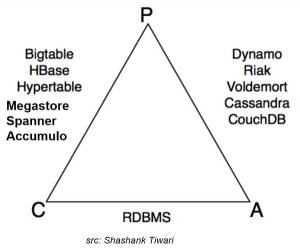 P
Bigtable
HBase
Hypertable
Megastore
Spanner
Accumulo
Dynamo
Riak
Voldemort
Cassandra
CouchDB
C
RDBMS
A
src: Shashank Tiwari